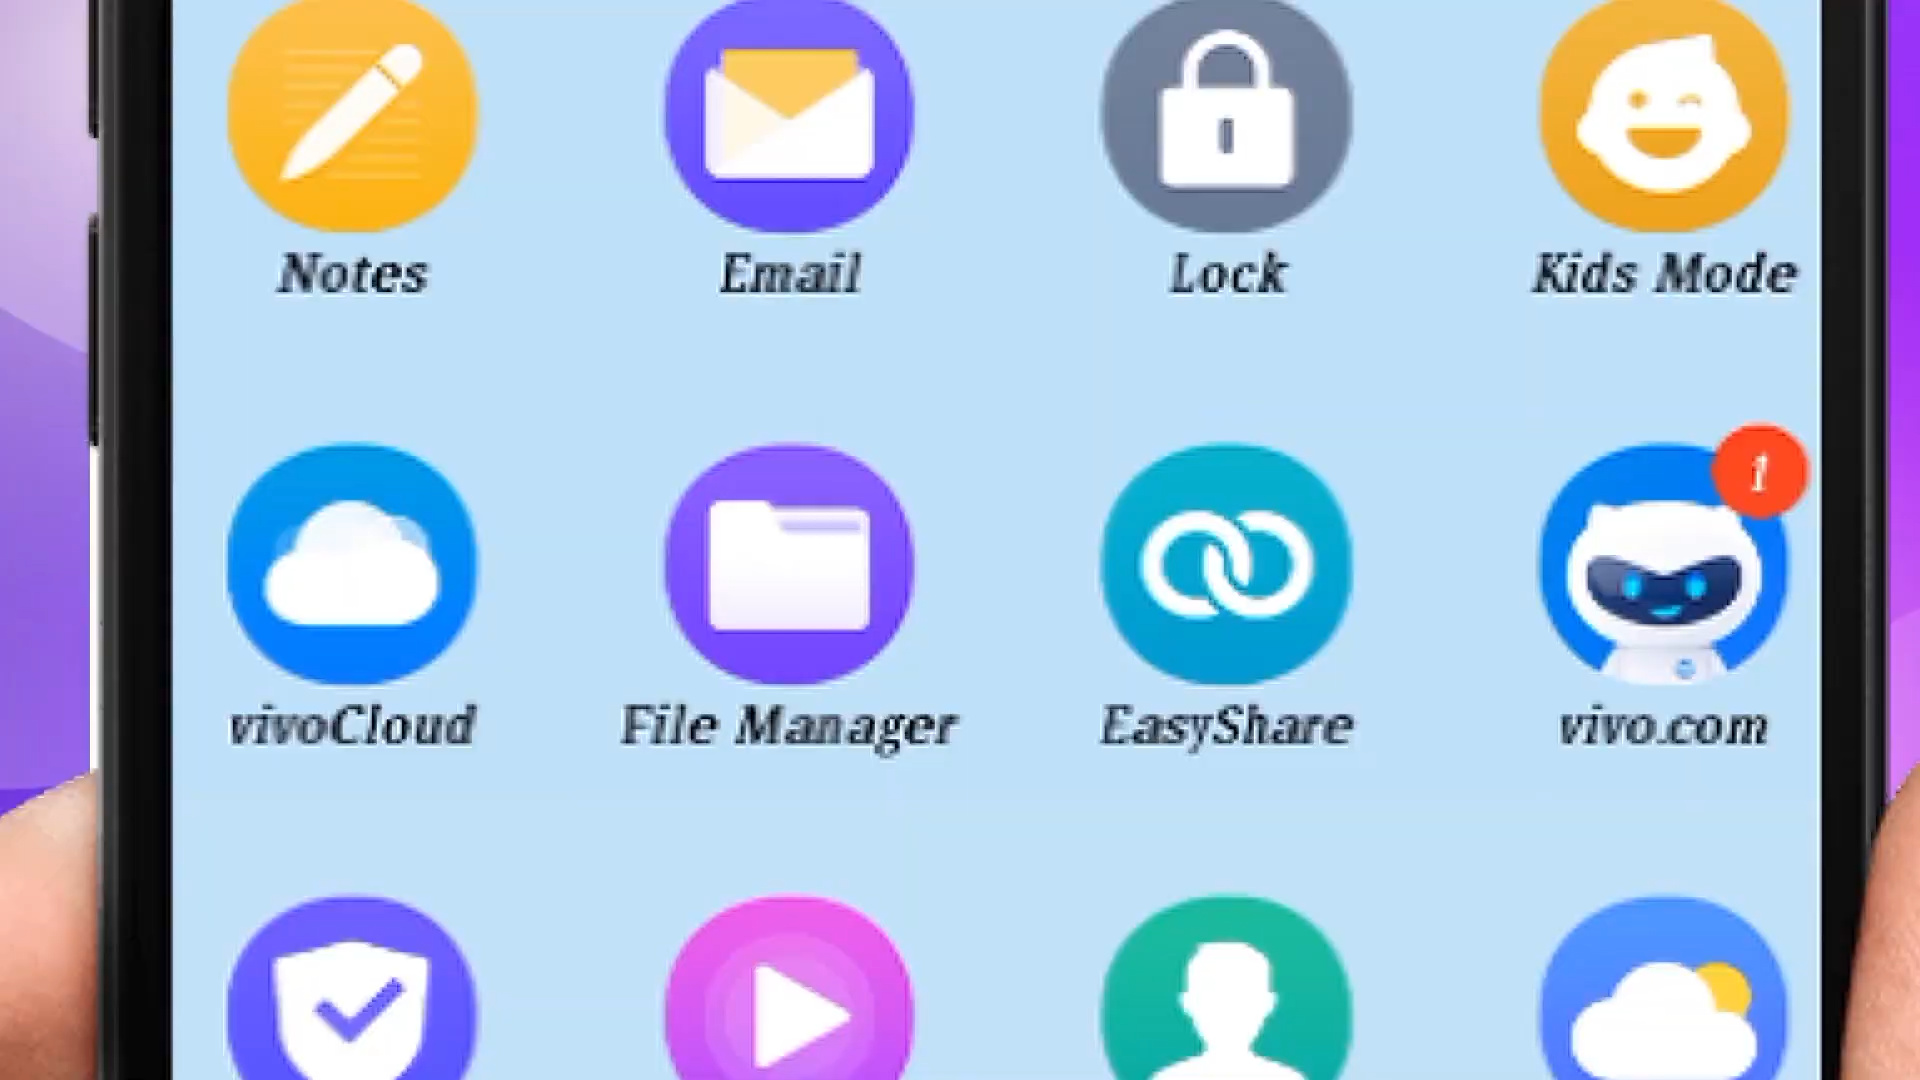 Notes
Email
Lock
Kids Mode
1
vivoCloud
File Manager
EasyShare
vivo.com